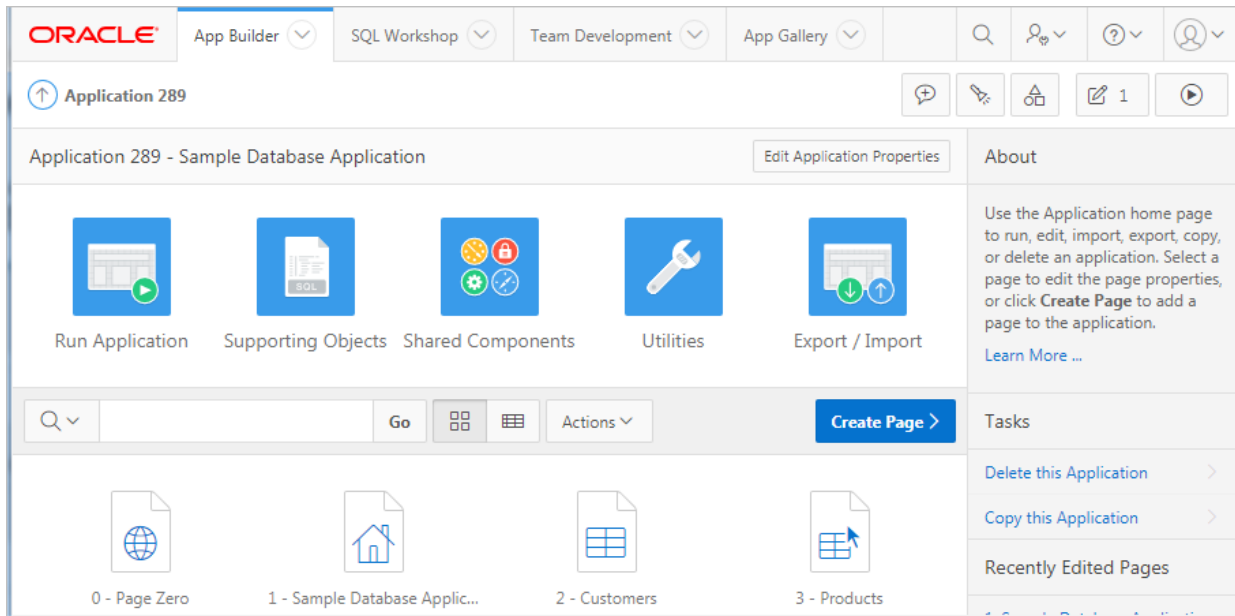 ORACLE
App Builder
SQL Workshop
Team Development
App Gallery
Application 289
1
Application 289 - Sample Database Application
Edit Application Properties
About
Use the Application home page
to run, edit, import, export, copy,
or delete an application. Select a
page to edit the page properties,
or click Create Page to add a
page to the application.
Learn More ...
SQL
Run Application
Supporting Objects
Shared Components
Utilities
Export / Import
Go
Actions
Create Page
Tasks
Delete this Application
Copy this Application
Recently Edited Pages
0 - Page Zero
1 - Sample Database Applic...
2 - Customers
3 - Products